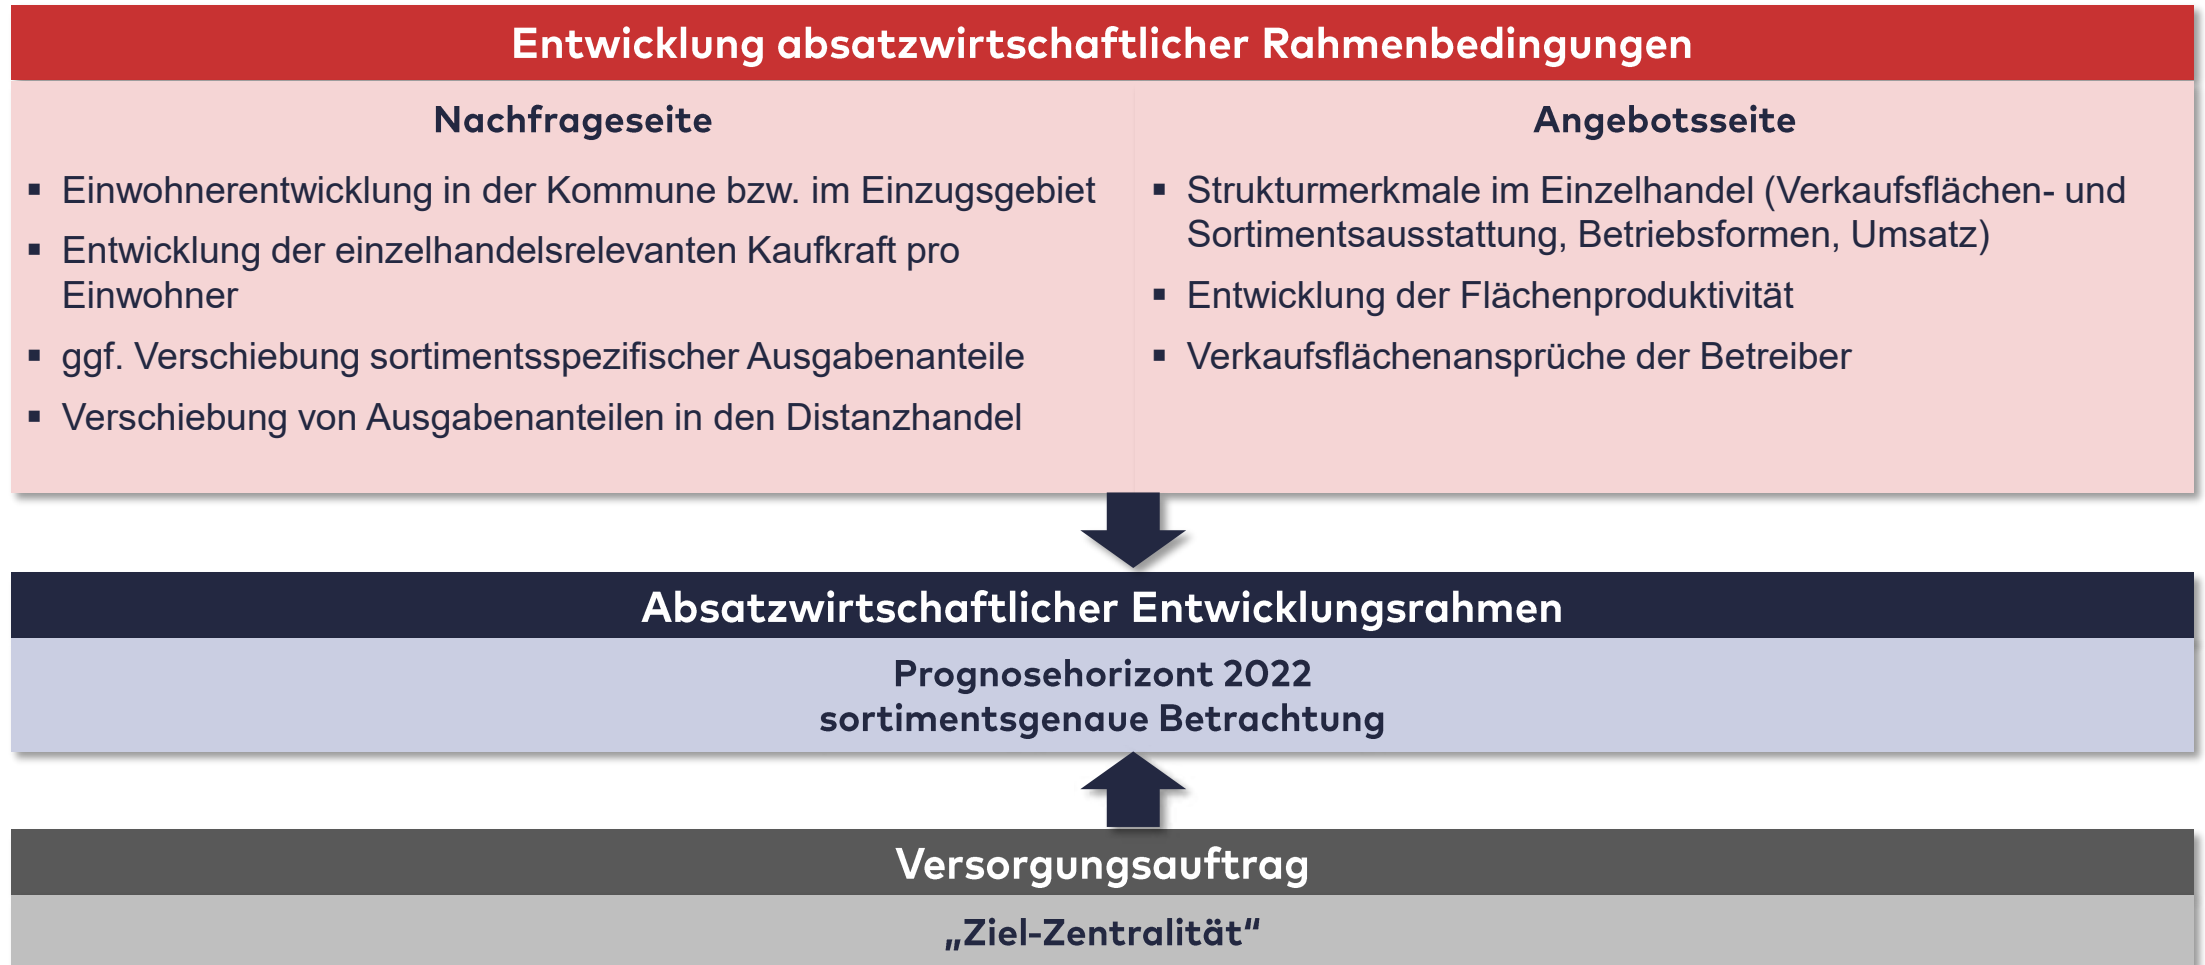 Entwicklung absatzwirtschaftlicher Rahmenbedingungen
Nachfrageseite
▪ Einwohnerentwicklung in der Kommune bzw. im Einzugsgebiet
▪ Entwicklung der einzelhandelsrelevanten Kaufkraft pro
Einwohner
▪ ggf. Verschiebung sortimentsspezifischer Ausgabenanteile
▪ Verschiebung von Ausgabenanteilen in den Distanzhandel
Angebotsseite
▪ Strukturmerkmale im Einzelhandel (Verkaufsflächen- und
Sortimentsausstattung, Betriebsformen, Umsatz)
▪ Entwicklung der Flächenproduktivität
▪ Verkaufsflächenansprüche der Betreiber
Absatzwirtschaftlicher Entwicklungsrahmen
Prognosehorizont 2022
sortimentsgenaue Betrachtung
Versorgungsauftrag
„Ziel-Zentralität“